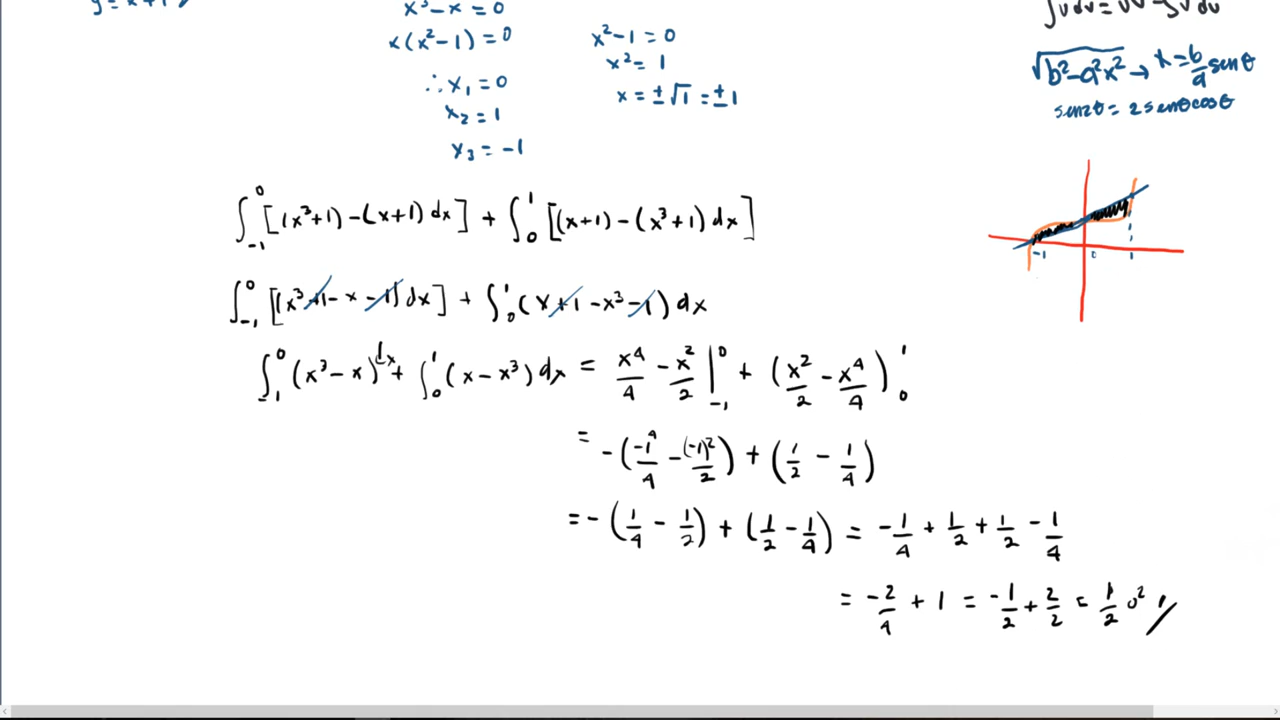 x³ - x = 0
x(x² - 1) = 0
∴ x₁ = 0
x₂ = 1
x₃ = -1
x² - 1 = 0
x² = 1
x = ±√1 = ±1
√b² - a²x² → x = b/a senθ
sen2θ = 2senθcosθ
-1 0 1
∫₋₁⁰ [(x³+1) - (x+1) dx] + ∫₀¹ [(x+1) - (x³+1) dx]
∫₋₁⁰ [(x³+1 - x - 1) dx] + ∫₀¹ (x+1 - x³ - 1) dx
∫₋₁⁰ (x³ - x) dx + ∫₀¹ (x - x³) dx = x⁴/4 - x²/2 |₋₁⁰ + (x²/2 - x⁴/4)₀¹
= -(-1⁴/4 - (-1)²/2) + (1/2 - 1/4)
= -(1/4 - 1/2) + (1/2 - 1/4) = -1/4 + 1/2 + 1/2 - 1/4
= -2/4 + 1 = -1/2 + 2/2 = 1/2 u² //